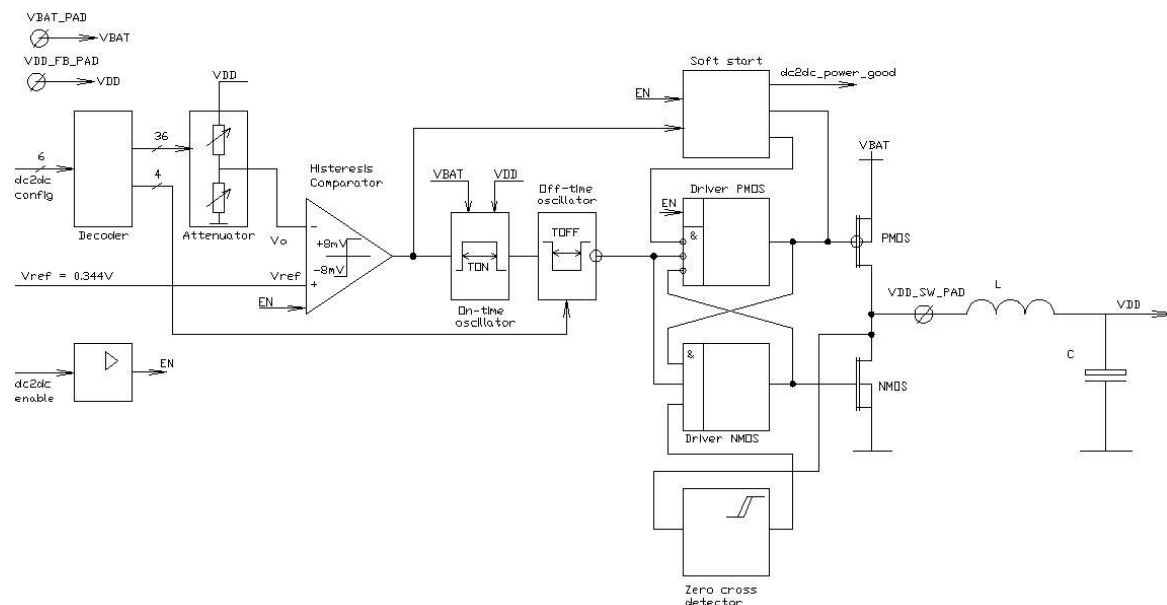 VBAT_PAD
VBAT
VDD_FB_PAD
VDD
VDD
Soft start
dc2dc_power_good
EN
36
6
4
dc2dc
config
Decoder
Attenuator
Histeresis
Comparator
VBAT
VDD
Off-time
oscillator
Driver PMOS
EN
VBAT
&
PMOS
Vo
-
+8mV
-8mV
TON
TOFF
Vref = 0.344V
Vref
+
EN
On-time
oscillator
VDD_SW_PAD
L
VDD
C
dc2dc
enable
EN
&
NMOS
Driver NMOS
Zero cross
detector